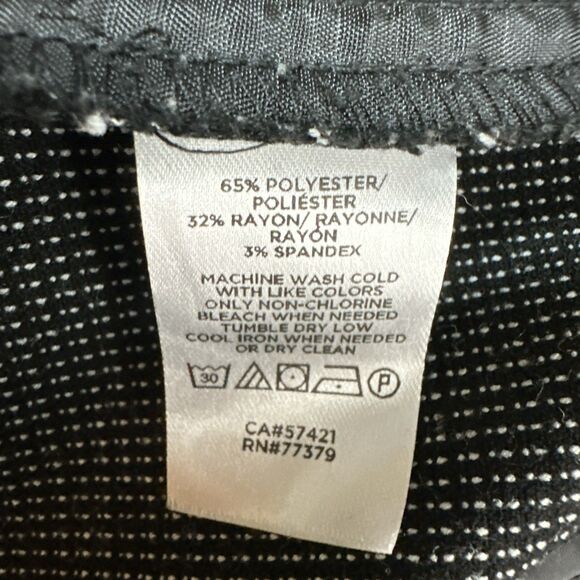 65% POLYESTER/
POLIÉSTER
32% RAYON/ RAYONNE/
RAYÓN
3% SPANDEX
MACHINE WASH COLD
WITH LIKE COLORS
ONLY NON-CHLORINE
BLEACH WHEN NEEDED
TUMBLE DRY LOW
COOL IRON WHEN NEEDED
OR DRY CLEAN
30 P
CA#57421
RN#77379